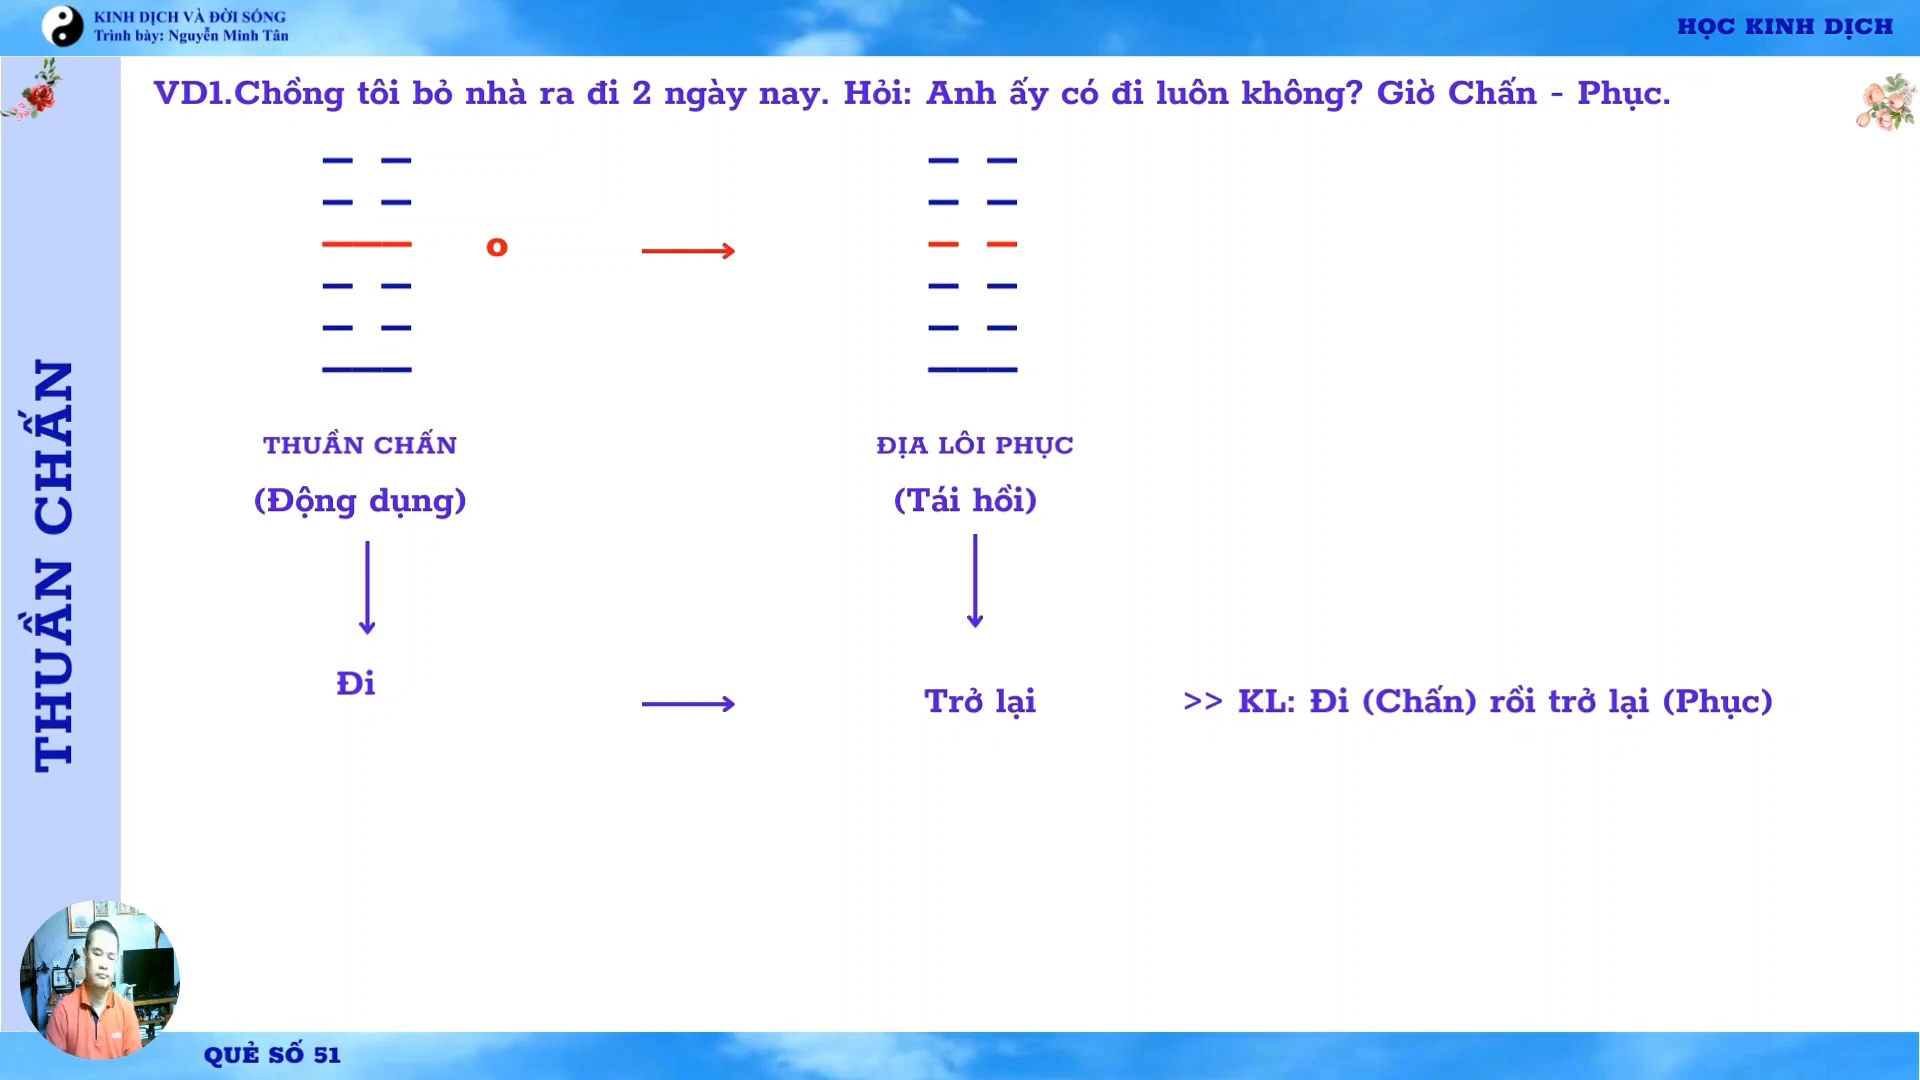 KINH DỊCH VÀ ĐỜI SỐNG
Trình bày: Nguyễn Minh Tân
HỌC KINH DỊCH
VD1.Chồng tôi bỏ nhà ra đi 2 ngày nay. Hỏi: Anh ấy có đi luôn không? Giờ Chấn - Phục.
o
THUẦN CHẤN
ĐỊA LÔI PHỤC
(Động dụng)
(Tái hồi)
Đi
Trở lại
>> KL: Đi (Chấn) rồi trở lại (Phục)
THUẦN CHẤN
QUẺ SỐ 51